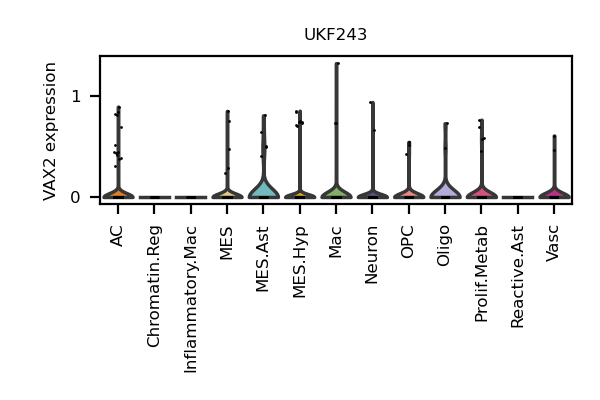 UKF243
VAX2 expression
1
0
AC
Chromatin.Reg
Inflammatory.Mac
MES
MES.Ast
MES.Hyp
Mac
Neuron
OPC
Oligo
Prolif.Metab
Reactive.Ast
Vasc